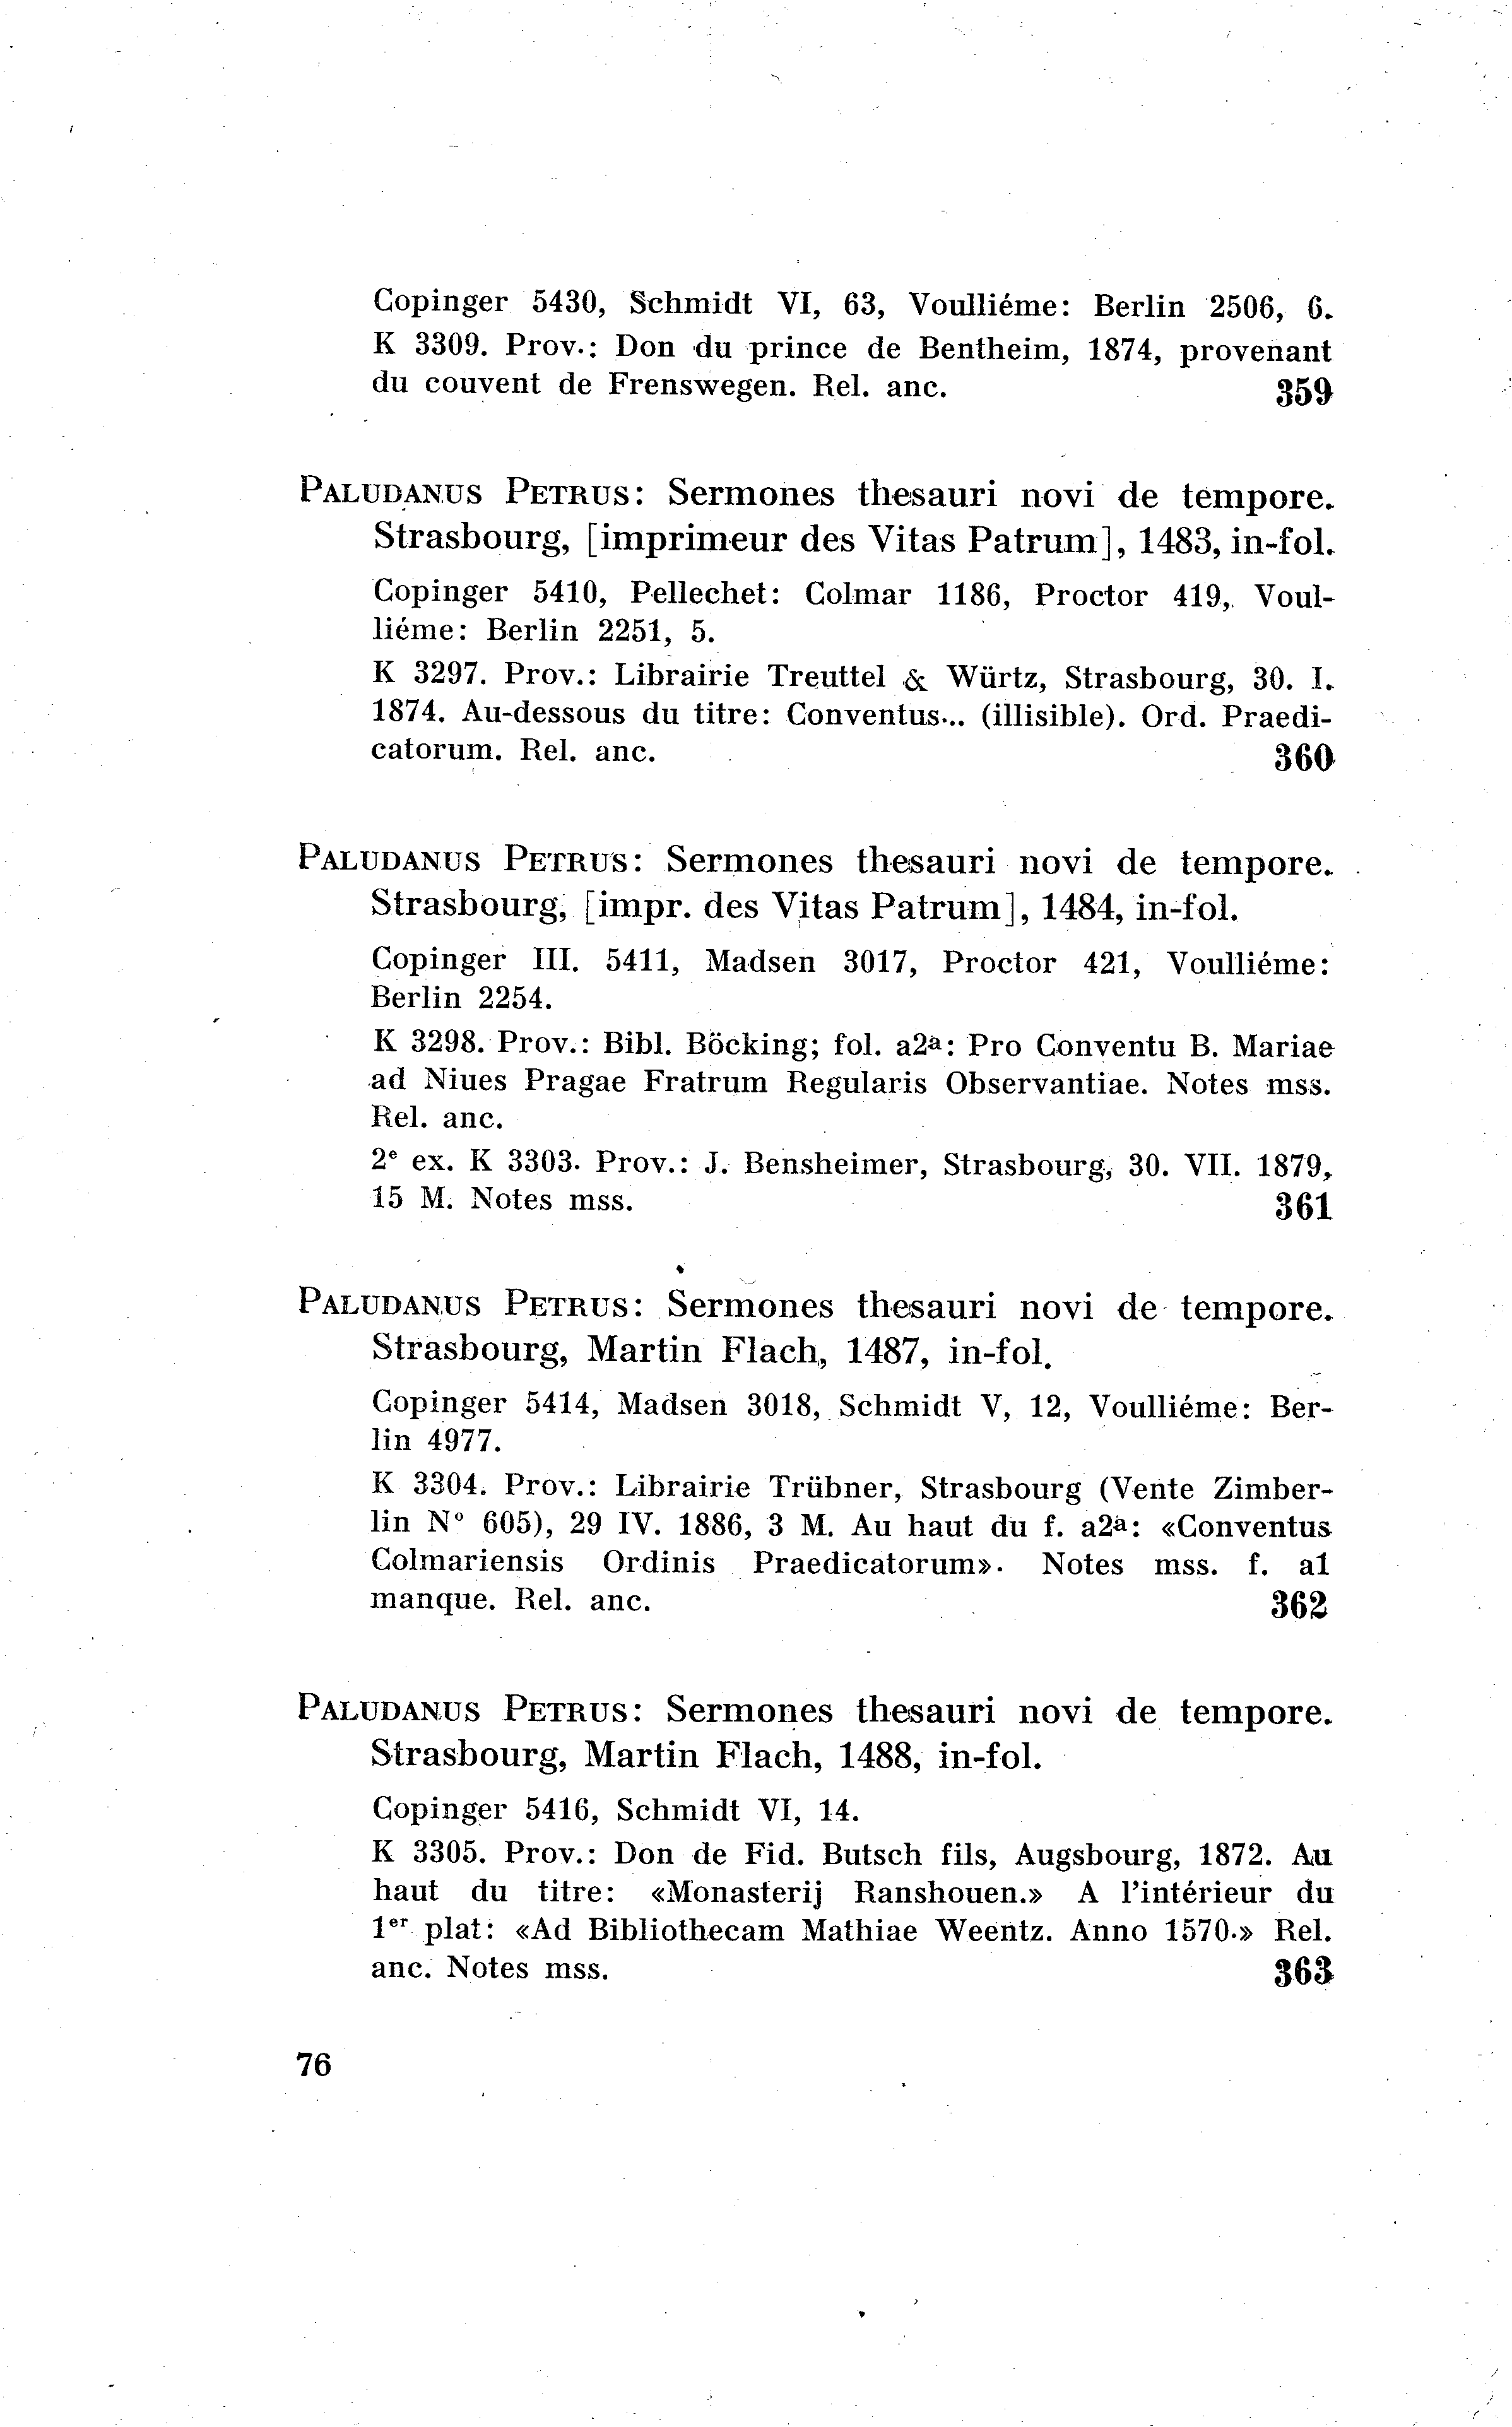 Copinger 5430, Schmidt VI, 63, Voulliéme: Berlin 2506, 6.
K 3309. Prov.: Don du prince de Bentheim, 1874, provenant
du couvent de Frenswegen. Rel. anc. 359
PALUDANUS PETRUS: Sermones thesauri novi de tempore.
Strasbourg, [imprimeur des Vitas Patrum], 1483, in-fol.
Copinger 5410, Pellechet: Colmar 1186, Proctor 419, Voul-
liéme: Berlin 2251, 5.
K 3297. Prov.: Librairie Treuttel & Würtz, Strasbourg, 30. I.
1874. Au-dessous du titre: Conventus... (illisible). Ord. Praedi-
catorum. Rel. anc. 360
PALUDANUS PETRUS: Sermones thesauri novi de tempore.
Strasbourg, [impr. des Vitas Patrum], 1484, in-fol.
Copinger III. 5411, Madsen 3017, Proctor 421, Voulliéme:
Berlin 2254.
K 3298. Prov.: Bibl. Böcking; fol. a2a: Pro Conventu B. Mariae
ad Niues Pragae Fratrum Regularis Observantiae. Notes mss.
Rel. anc.
2e ex. K 3303. Prov.: J. Bensheimer, Strasbourg, 30. VII. 1879,
15 M. Notes mss. 361
PALUDANUS PETRUS: Sermones thesauri novi de tempore.
Strasbourg, Martin Flach, 1487, in-fol.
Copinger 5414, Madsen 3018, Schmidt V, 12, Voulliéme: Ber-
lin 4977.
K 3304. Prov.: Librairie Trübner, Strasbourg (Vente Zimber-
lin N° 605), 29 IV. 1886, 3 M. Au haut du f. a2a: «Conventus
Colmariensis Ordinis Praedicatorum». Notes mss. f. a1
manque. Rel. anc. 362
PALUDANUS PETRUS: Sermones thesauri novi de tempore.
Strasbourg, Martin Flach, 1488, in-fol.
Copinger 5416, Schmidt VI, 14.
K 3305. Prov.: Don de Fid. Butsch fils, Augsbourg, 1872. Au
haut du titre: «Monasterij Ranshouen.» A l'intérieur du
1er plat: «Ad Bibliothecam Mathiae Weentz. Anno 1570.» Rel.
anc. Notes mss. 363
76